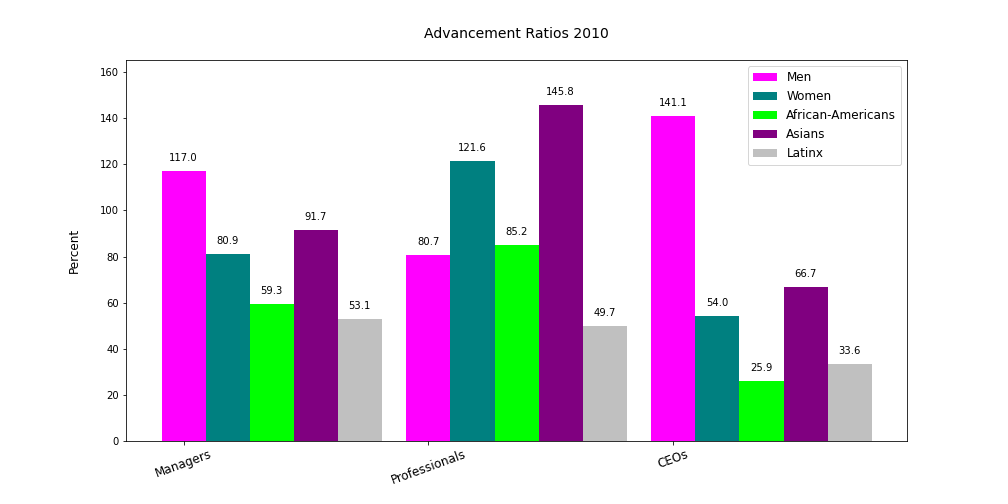 Advancement Ratios 2010
Percent
160
140
120
100
80
60
40
20
0
117.0
80.9
59.3
91.7
53.1
80.7
121.6
85.2
145.8
49.7
141.1
54.0
25.9
66.7
33.6
Men
Women
African-Americans
Asians
Latinx
Managers
Professionals
CEOs